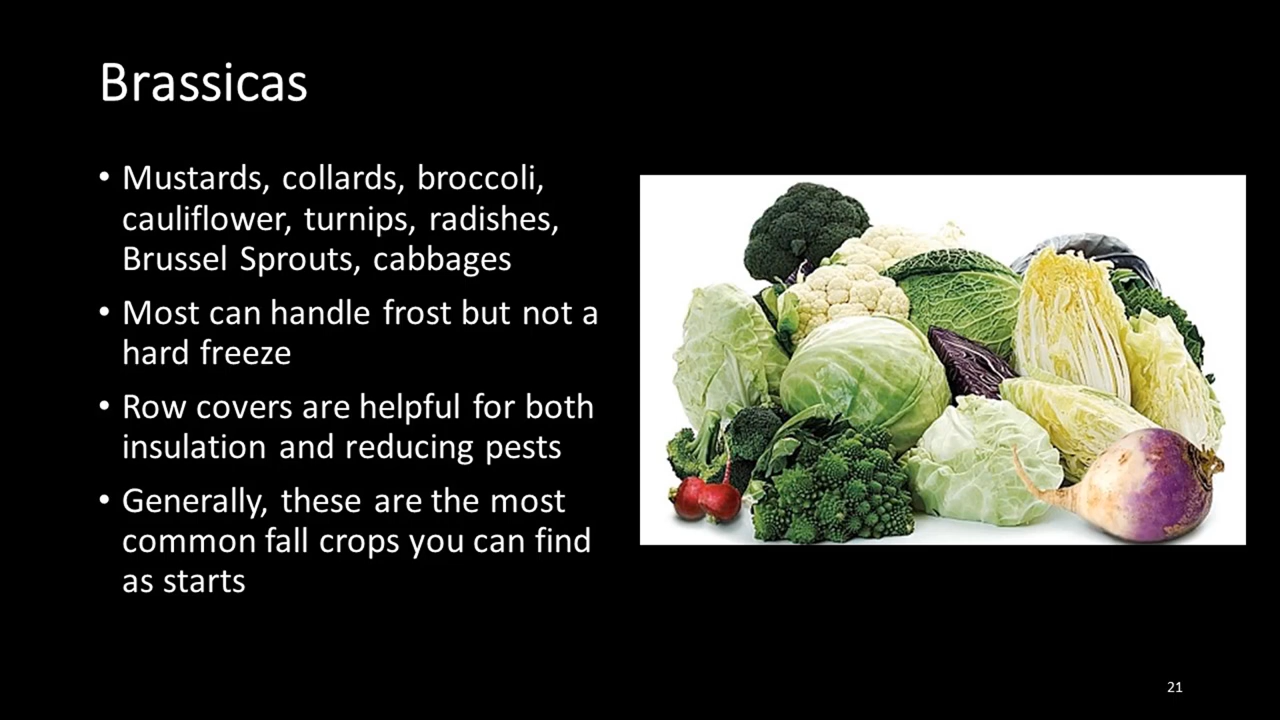 Brassicas
• Mustards, collards, broccoli,
cauliflower, turnips, radishes,
Brussel Sprouts, cabbages
• Most can handle frost but not a
hard freeze
• Row covers are helpful for both
insulation and reducing pests
• Generally, these are the most
common fall crops you can find
as starts
21